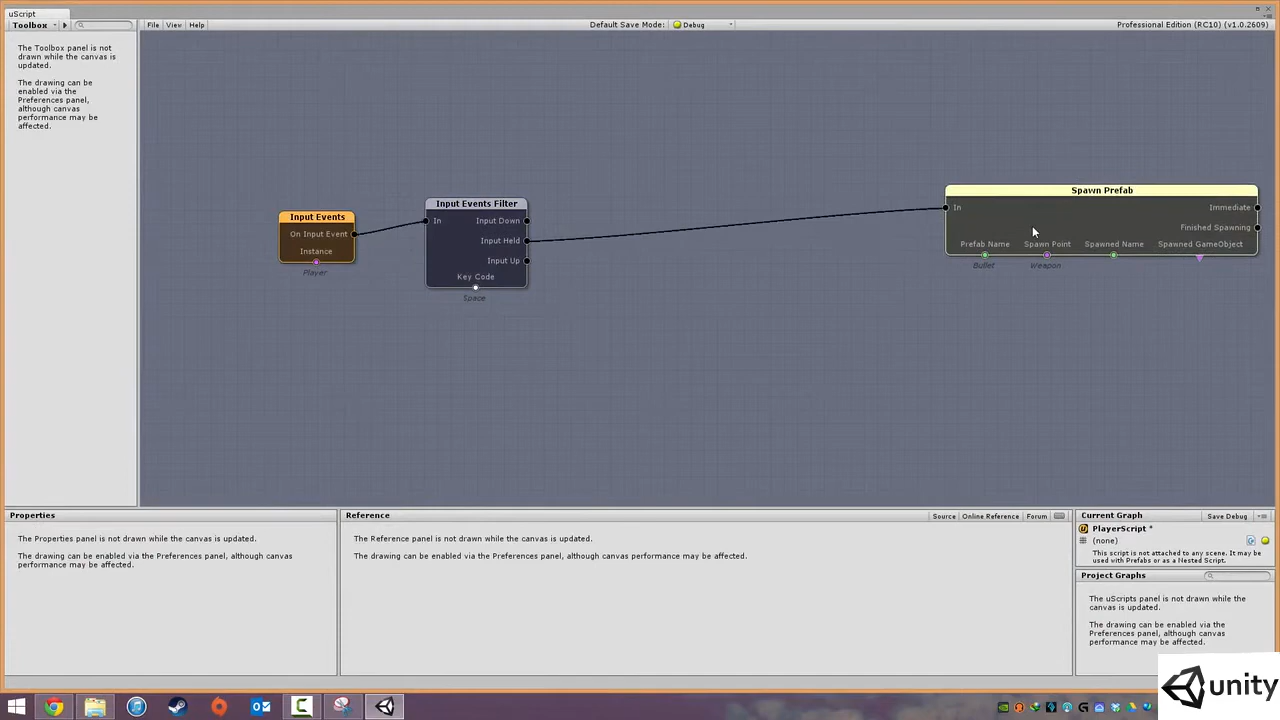 uScript
Toolbox
File View Help
Default Save Mode: Debug
Professional Edition (RC10) (v1.0.2609)
The Toolbox panel is not
drawn while the canvas is
updated.
The drawing can be
enabled via the
Preferences panel,
although canvas
performance may be
affected.
Input Events
On Input Event
Instance
Player
Input Events Filter
In Input Down
Input Held
Input Up
Key Code
Space
Spawn Prefab
In Immediate
Finished Spawning
Prefab Name Spawn Point Spawned Name Spawned GameObject
Bullet Weapon
Properties
The Properties panel is not drawn while the canvas is updated.
The drawing can be enabled via the Preferences panel, although canvas
performance may be affected.
Reference
Source Online Reference Forum
The Reference panel is not drawn while the canvas is updated.
The drawing can be enabled via the Preferences panel, although canvas performance may be affected.
Current Graph Save Debug
PlayerScript *
(none)
This script is not attached to any scene. It may be
used with Prefabs or as a Nested Script.
Project Graphs
The uScripts panel is not drawn while the
canvas is updated.
The drawing can be enabled via the
Preferences panel, although canvas
performance may be affected.
unity